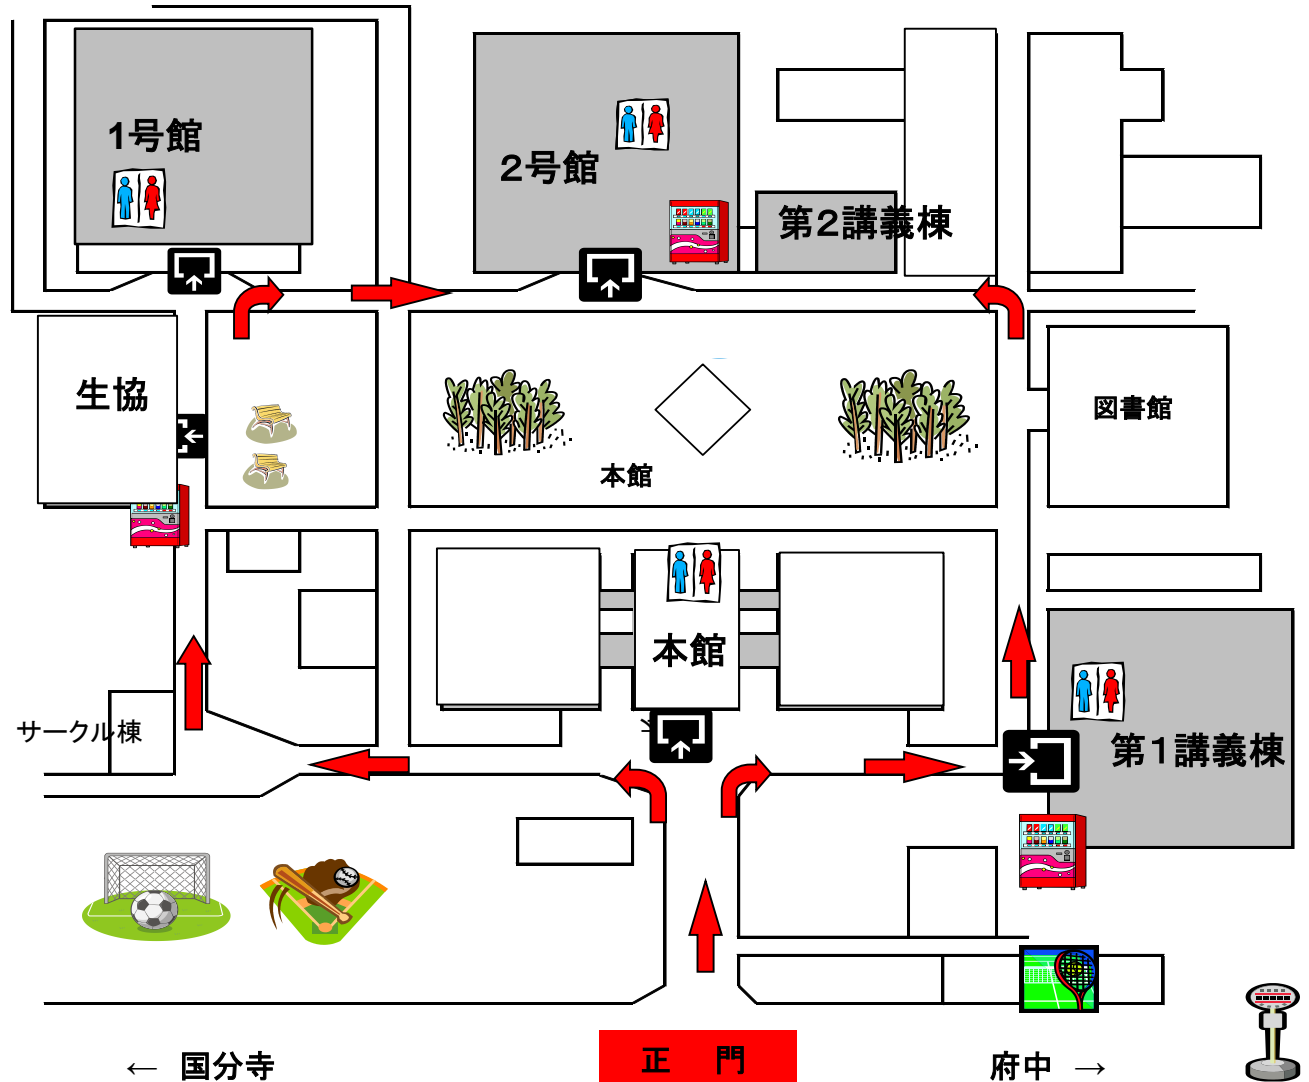 1号館
2号館
第2講義棟
生協
図書館
本館
本館
サークル棟
第1講義棟
← 国分寺
正　門
府中 →